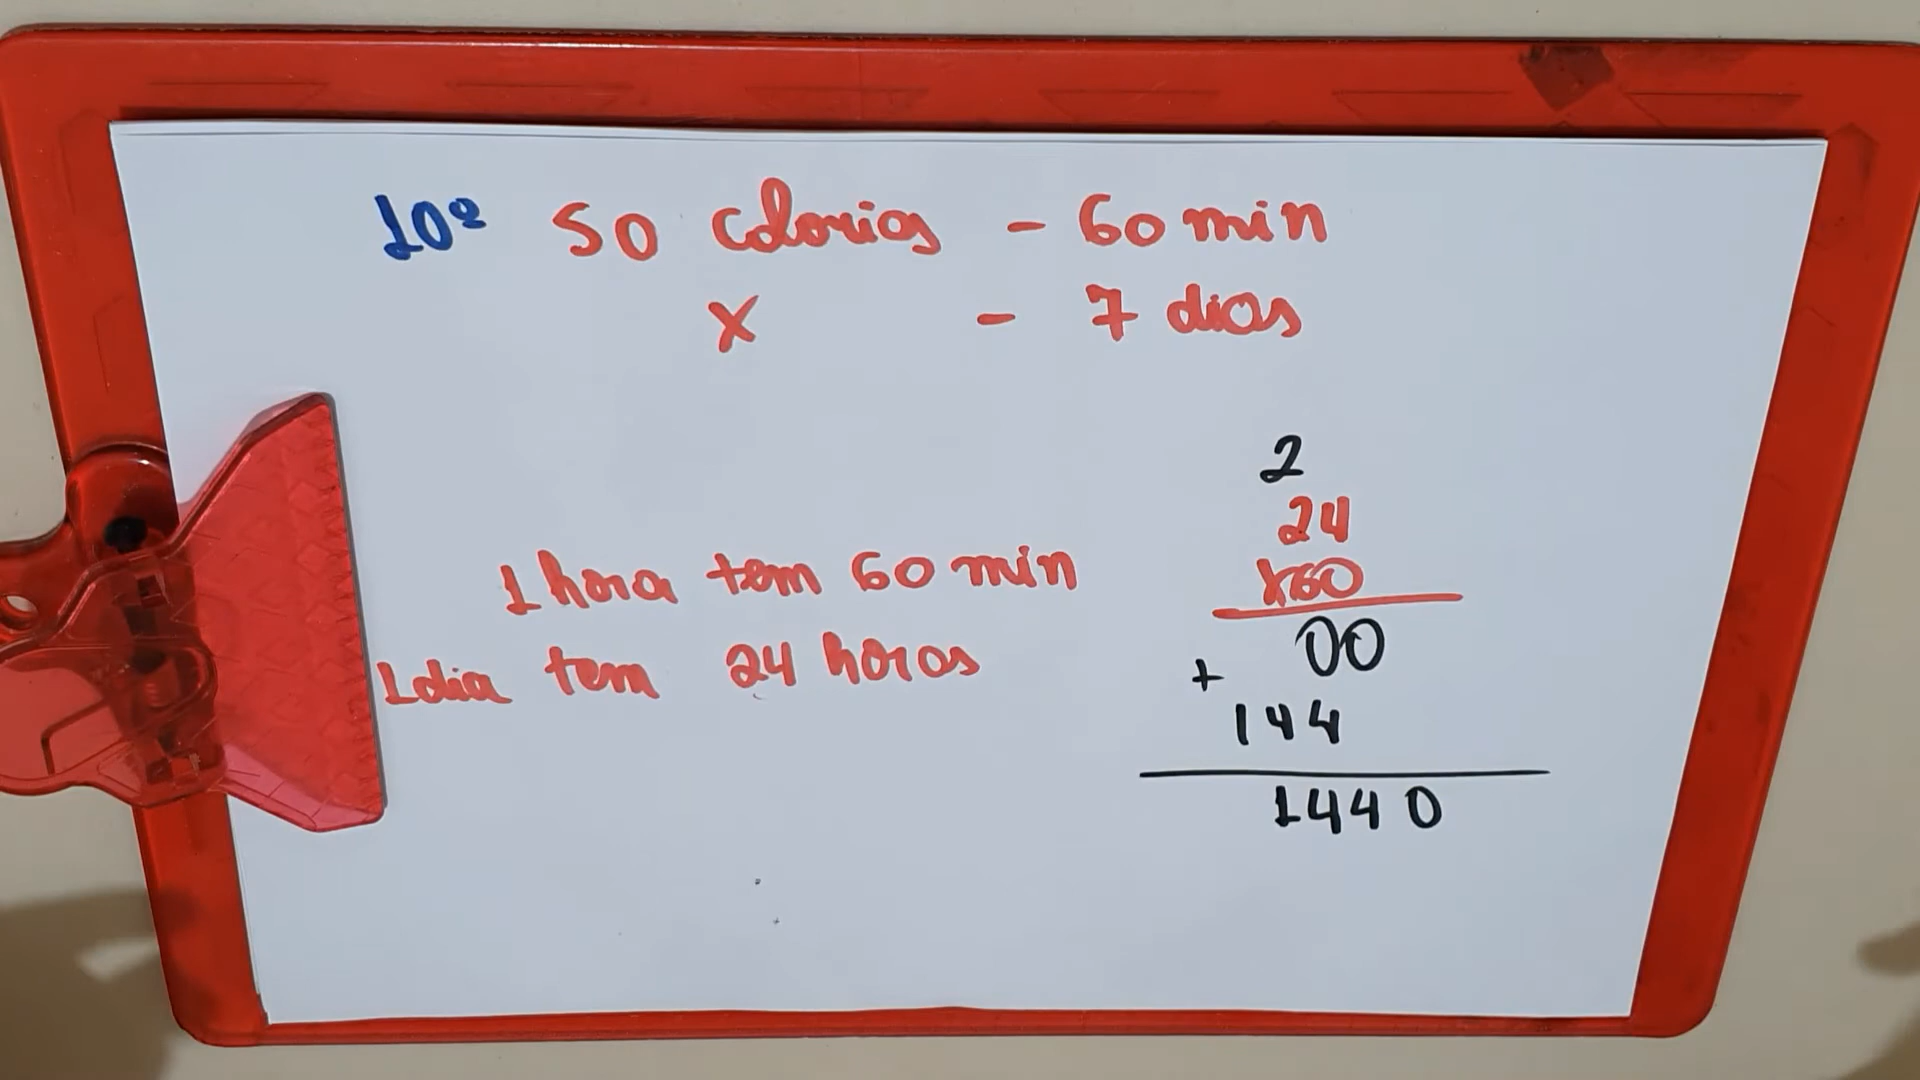 10º 50 Calorias - 60 min
x - 7 dias
1 hora tem 60 min
1 dia tem 24 horas
2
24
x60
00
+
144
1440